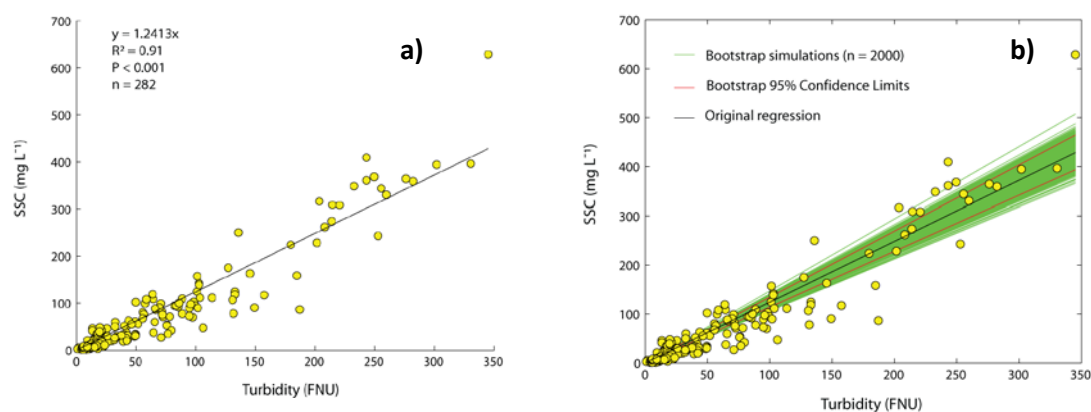 a)
y = 1.2413x
R² = 0.91
P < 0.001
n = 282
SSC (mg L⁻¹)
700
600
500
400
300
200
100
0
0 50 100 150 200 250 300 350
Turbidity (FNU)
b)
Bootstrap simulations (n = 2000)
Bootstrap 95% Confidence Limits
Original regression
SSC (mg L⁻¹)
700
600
500
400
300
200
100
0
0 50 100 150 200 250 300 350
Turbidity (FNU)